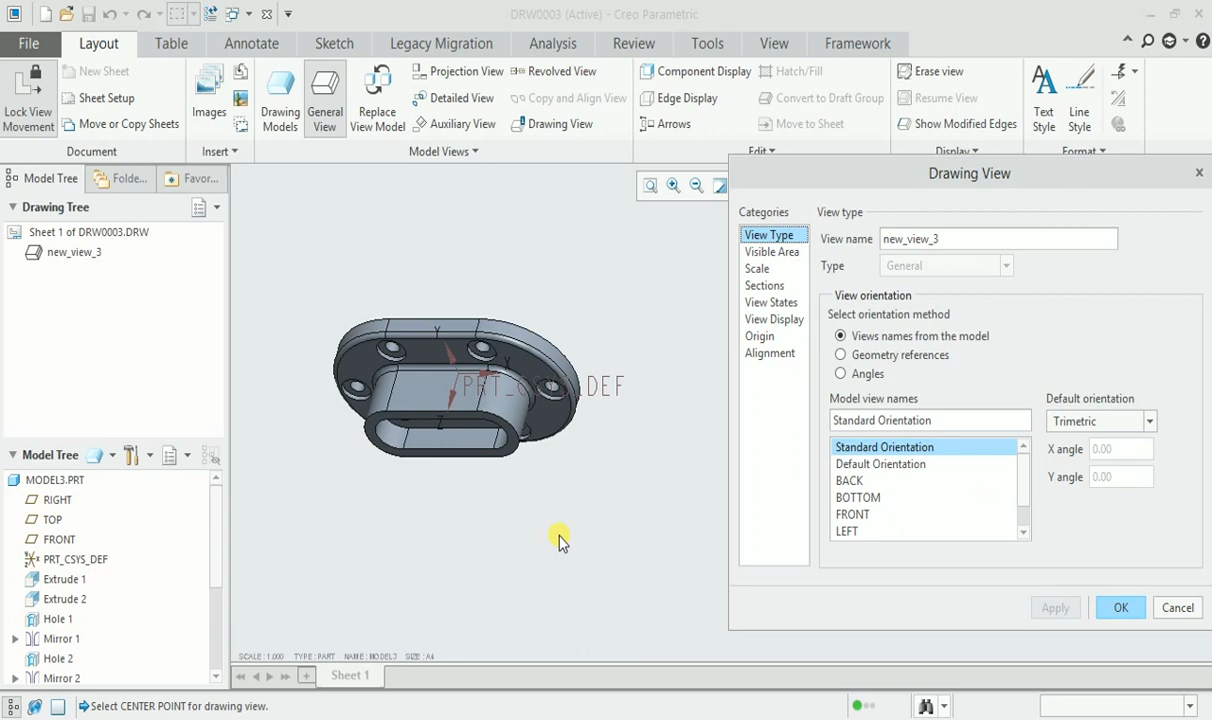 DRW0003 (Active) - Creo Parametric
File
Layout
Table
Annotate
Sketch
Legacy Migration
Analysis
Review
Tools
View
Framework
Lock View
Movement
New Sheet
Sheet Setup
Move or Copy Sheets
Document
Images
Insert
Drawing
Models
General
View
Replace
View Model
Projection View
Detailed View
Auxiliary View
Revolved View
Copy and Align View
Drawing View
Model Views
Component Display
Edge Display
Arrows
Hatch/Fill
Convert to Draft Group
Move to Sheet
Edit
Erase view
Resume View
Show Modified Edges
Display
Text
Style
Line
Style
Format
Model Tree
Folde...
Favor...
Drawing Tree
Sheet 1 of DRW0003.DRW
new_view_3
Model Tree
MODEL3.PRT
RIGHT
TOP
FRONT
PRT_CSYS_DEF
Extrude 1
Extrude 2
Hole 1
Mirror 1
Hole 2
Mirror 2
Y
X
PRT_CSYS_DEF
Z
SCALE : 1.000 TYPE : PART NAME : MODEL3 SIZE : A4
Sheet 1
Select CENTER POINT for drawing view.
Drawing View
Categories
View Type
Visible Area
Scale
Sections
View States
View Display
Origin
Alignment
View type
View name new_view_3
Type General
View orientation
Select orientation method
Views names from the model
Geometry references
Angles
Model view names
Standard Orientation
Standard Orientation
Default Orientation
BACK
BOTTOM
FRONT
LEFT
Default orientation
Trimetric
X angle 0.00
Y angle 0.00
Apply
OK
Cancel